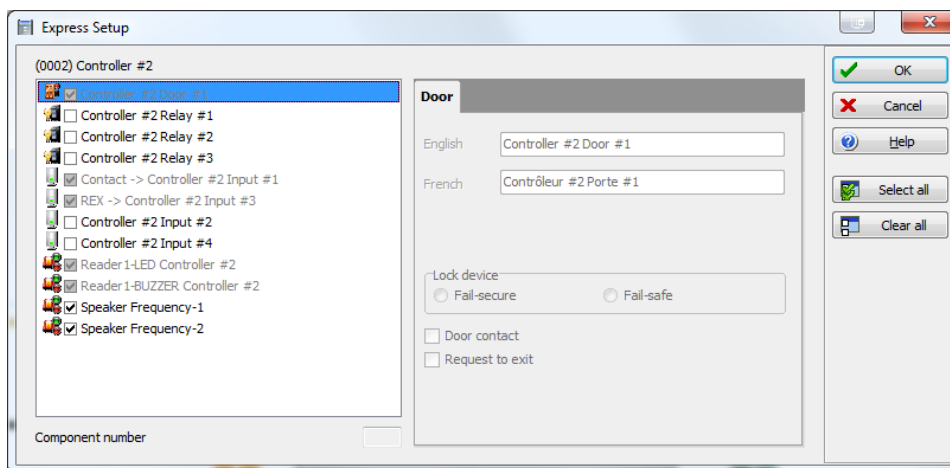 Express Setup
(0002) Controller #2
Controller #2 Door #1
Controller #2 Relay #1
Controller #2 Relay #2
Controller #2 Relay #3
Contact -> Controller #2 Input #1
REX -> Controller #2 Input #3
Controller #2 Input #2
Controller #2 Input #4
Reader1-LED Controller #2
Reader1-BUZZER Controller #2
Speaker Frequency-1
Speaker Frequency-2
Component number
Door
English Controller #2 Door #1
French Contrôleur #2 Porte #1
Lock device
Fail-secure Fail-safe
Door contact
Request to exit
OK
Cancel
Help
Select all
Clear all